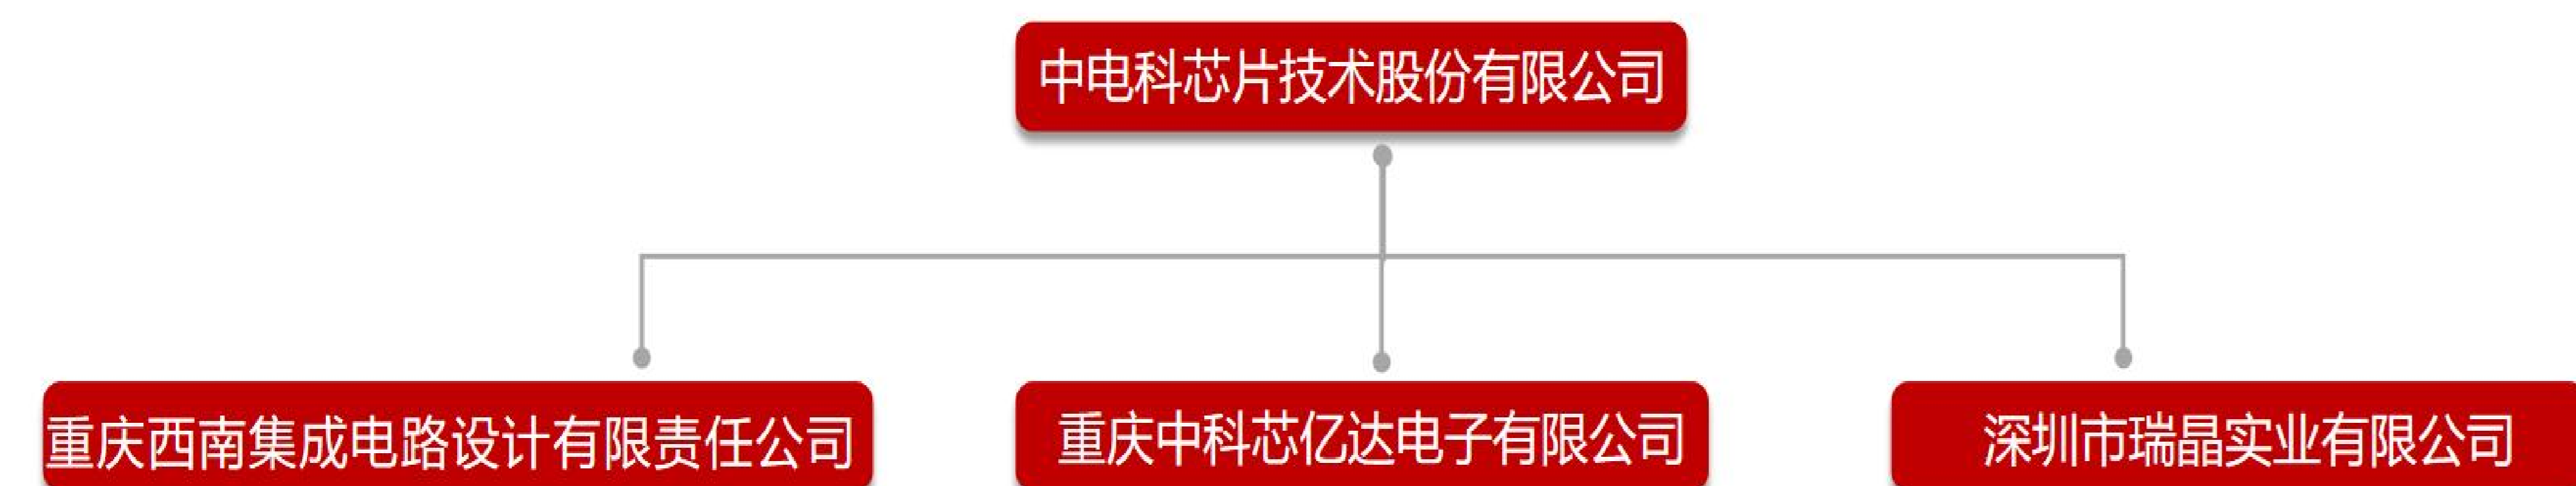 中电科芯片技术股份有限公司
重庆西南集成电路设计有限责任公司
重庆中科芯亿达电子有限公司
深圳市瑞晶实业有限公司